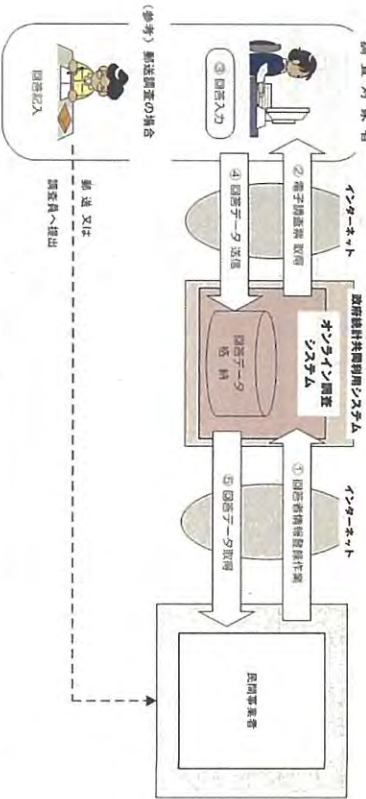 調査対象者
インターネット
政府統計共同利用システム
インターネット
② 電子調査票 取得
オンライン調査
システム
① 回答者情報登録作業
③ 回答入力
④ 回答データ 送信
回答データ
格 納
⑤ 回答データ取得
民間事業者
(参考) 郵送調査の場合
回答記入
郵 送 又は
調査員へ提出